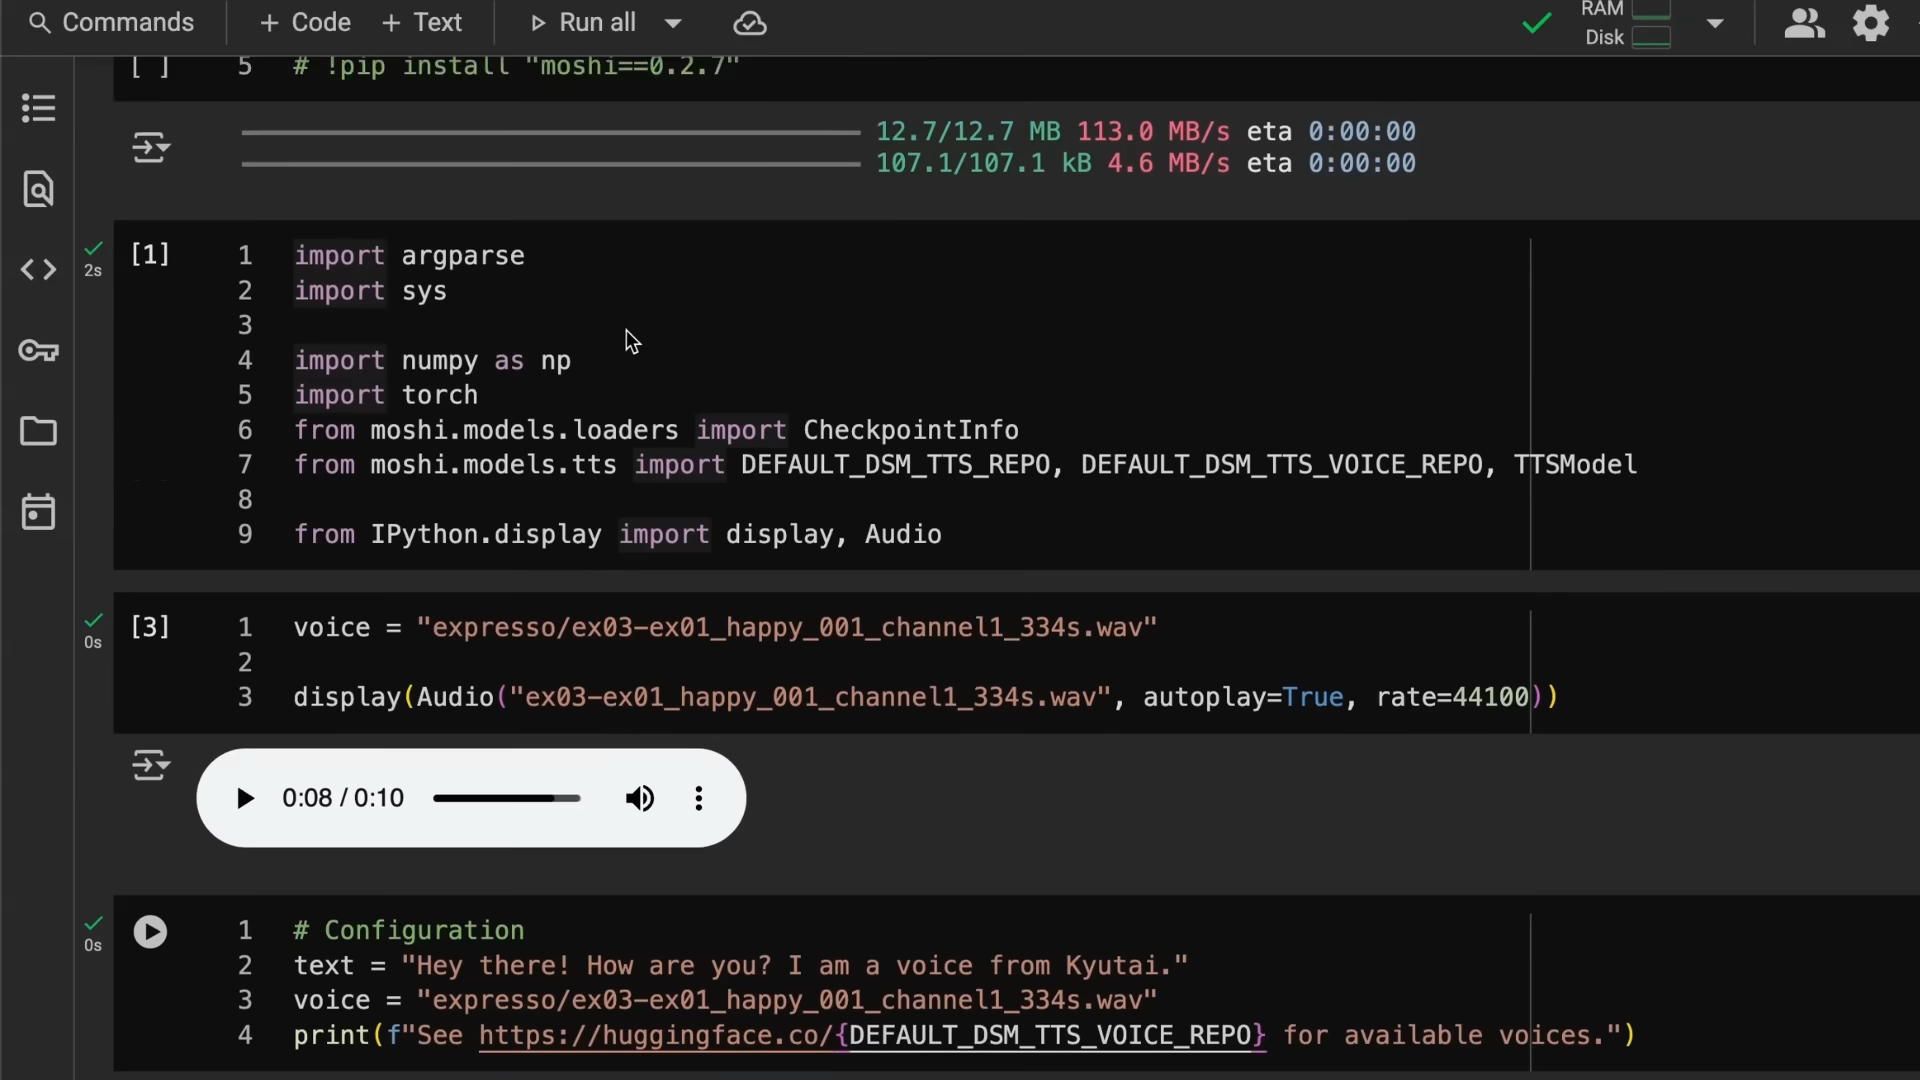 Commands + Code + Text Run all
RAM
Disk
[ ] 5 # !pip install "moshi==0.2.7"
12.7/12.7 MB 113.0 MB/s eta 0:00:00
107.1/107.1 kB 4.6 MB/s eta 0:00:00
2s
[1] 1 import argparse
2 import sys
3
4 import numpy as np
5 import torch
6 from moshi.models.loaders import CheckpointInfo
7 from moshi.models.tts import DEFAULT_DSM_TTS_REPO, DEFAULT_DSM_TTS_VOICE_REPO, TTSModel
8
9 from IPython.display import display, Audio
0s
[3] 1 voice = "expresso/ex03-ex01_happy_001_channel1_334s.wav"
2
3 display(Audio("ex03-ex01_happy_001_channel1_334s.wav", autoplay=True, rate=44100))
0:08 / 0:10
0s
1 # Configuration
2 text = "Hey there! How are you? I am a voice from Kyutai."
3 voice = "expresso/ex03-ex01_happy_001_channel1_334s.wav"
4 print(f"See https://huggingface.co/{DEFAULT_DSM_TTS_VOICE_REPO} for available voices.")